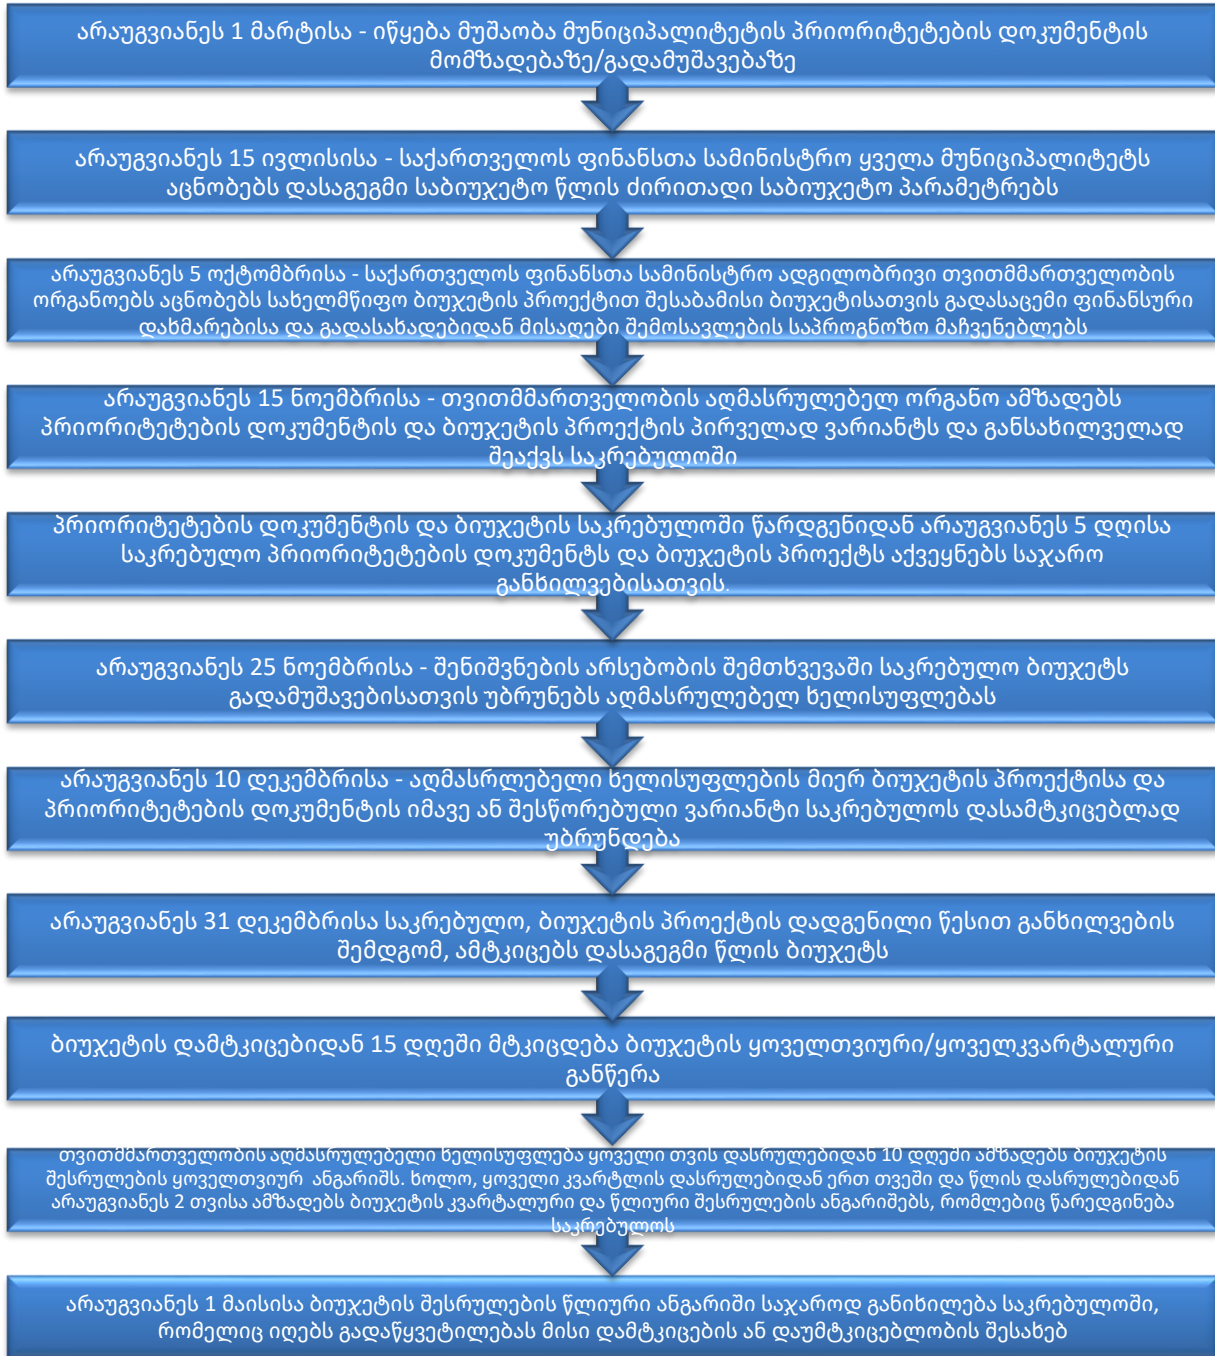 არაუგვიანეს 1 მარტისა - იწყება მუშაობა მუნიციპალიტეტის პრიორიტეტების დოკუმენტის
მომზადებაზე/გადამუშავებაზე
არაუგვიანეს 15 ივლისისა - საქართველოს ფინანსთა სამინისტრო ყველა მუნიციპალიტეტს
აცნობებს დასაგეგმი საბიუჯეტო წლის ძირითადი საბიუჯეტო პარამეტრებს
არაუგვიანეს 5 ოქტომბრისა - საქართველოს ფინანსთა სამინისტრო ადგილობრივი თვითმმართველობის
ორგანოებს აცნობებს სახელმწიფო ბიუჯეტის პროექტით შესაბამისი ბიუჯეტისათვის გადასაცემი ფინანსური
დახმარებისა და გადასახადებიდან მისაღები შემოსავლების საპროგნოზო მაჩვენებლებს
არაუგვიანეს 15 ნოემბრისა - თვითმმართველობის აღმასრულებელ ორგანო ამზადებს
პრიორიტეტების დოკუმენტის და ბიუჯეტის პროექტის პირველად ვარიანტს და განსახილველად
შეაქვს საკრებულოში
პრიორიტეტების დოკუმენტის და ბიუჯეტის საკრებულოში წარდგენიდან არაუგვიანეს 5 დღისა
საკრებულო პრიორიტეტების დოკუმენტს და ბიუჯეტის პროექტს აქვეყნებს საჯარო
განხილვებისათვის.
არაუგვიანეს 25 ნოემბრისა - შენიშვნების არსებობის შემთხვევაში საკრებულო ბიუჯეტს
გადამუშავებისათვის უბრუნებს აღმასრულებელ ხელისუფლებას
არაუგვიანეს 10 დეკემბრისა - აღმასრლებელი ხელისუფლების მიერ ბიუჯეტის პროექტისა და
პრიორიტეტების დოკუმენტის იმავე ან შესწორებული ვარიანტი საკრებულოს დასამტკიცებლად
უბრუნდება
არაუგვიანეს 31 დეკემბრისა საკრებულო, ბიუჯეტის პროექტის დადგენილი წესით განხილვების
შემდგომ, ამტკიცებს დასაგეგმი წლის ბიუჯეტს
ბიუჯეტის დამტკიცებიდან 15 დღეში მტკიცდება ბიუჯეტის ყოველთვიური/ყოველკვარტალური
განწერა
თვითმმართველობის აღმასრულებელი ხელისუფლება ყოველი თვის დასრულებიდან 10 დღეში ამზადებს ბიუჯეტის
შესრულების ყოველთვიურ ანგარიშს. ხოლო, ყოველი კვარტლის დასრულებიდან ერთ თვეში და წლის დასრულებიდან
არაუგვიანეს 2 თვისა ამზადებს ბიუჯეტის კვარტალური და წლიური შესრულების ანგარიშებს, რომლებიც წარედგინება
საკრებულოს
არაუგვიანეს 1 მაისისა ბიუჯეტის შესრულების წლიური ანგარიში საჯაროდ განიხილება საკრებულოში,
რომელიც იღებს გადაწყვეტილებას მისი დამტკიცების ან დაუმტკიცებლობის შესახებ